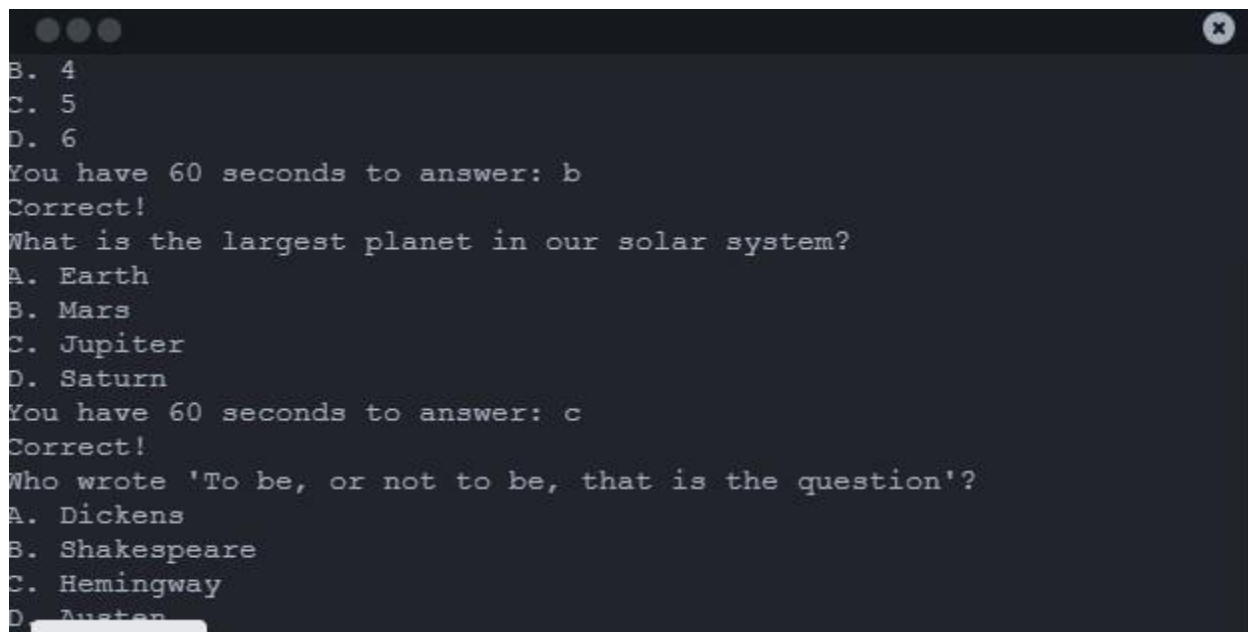 B. 4
C. 5
D. 6
You have 60 seconds to answer: b
Correct!
What is the largest planet in our solar system?
A. Earth
B. Mars
C. Jupiter
D. Saturn
You have 60 seconds to answer: c
Correct!
Who wrote 'To be, or not to be, that is the question'?
A. Dickens
B. Shakespeare
C. Hemingway
D. Austen